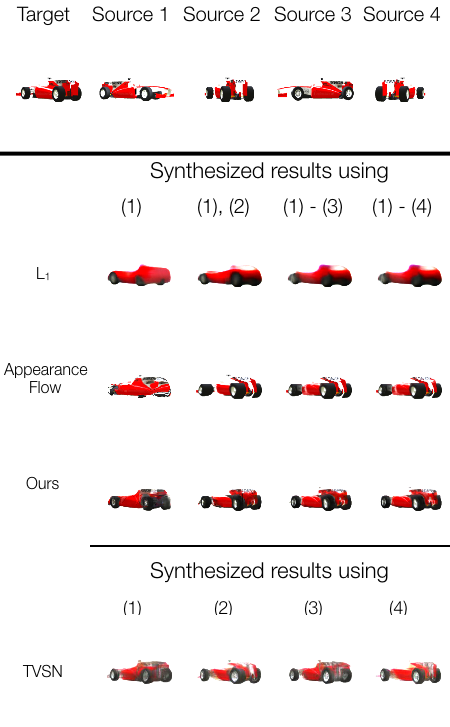 Target Source 1 Source 2 Source 3 Source 4
Synthesized results using
(1) (1), (2) (1) - (3) (1) - (4)
L1
Appearance
Flow
Ours
Synthesized results using
(1) (2) (3) (4)
TVSN